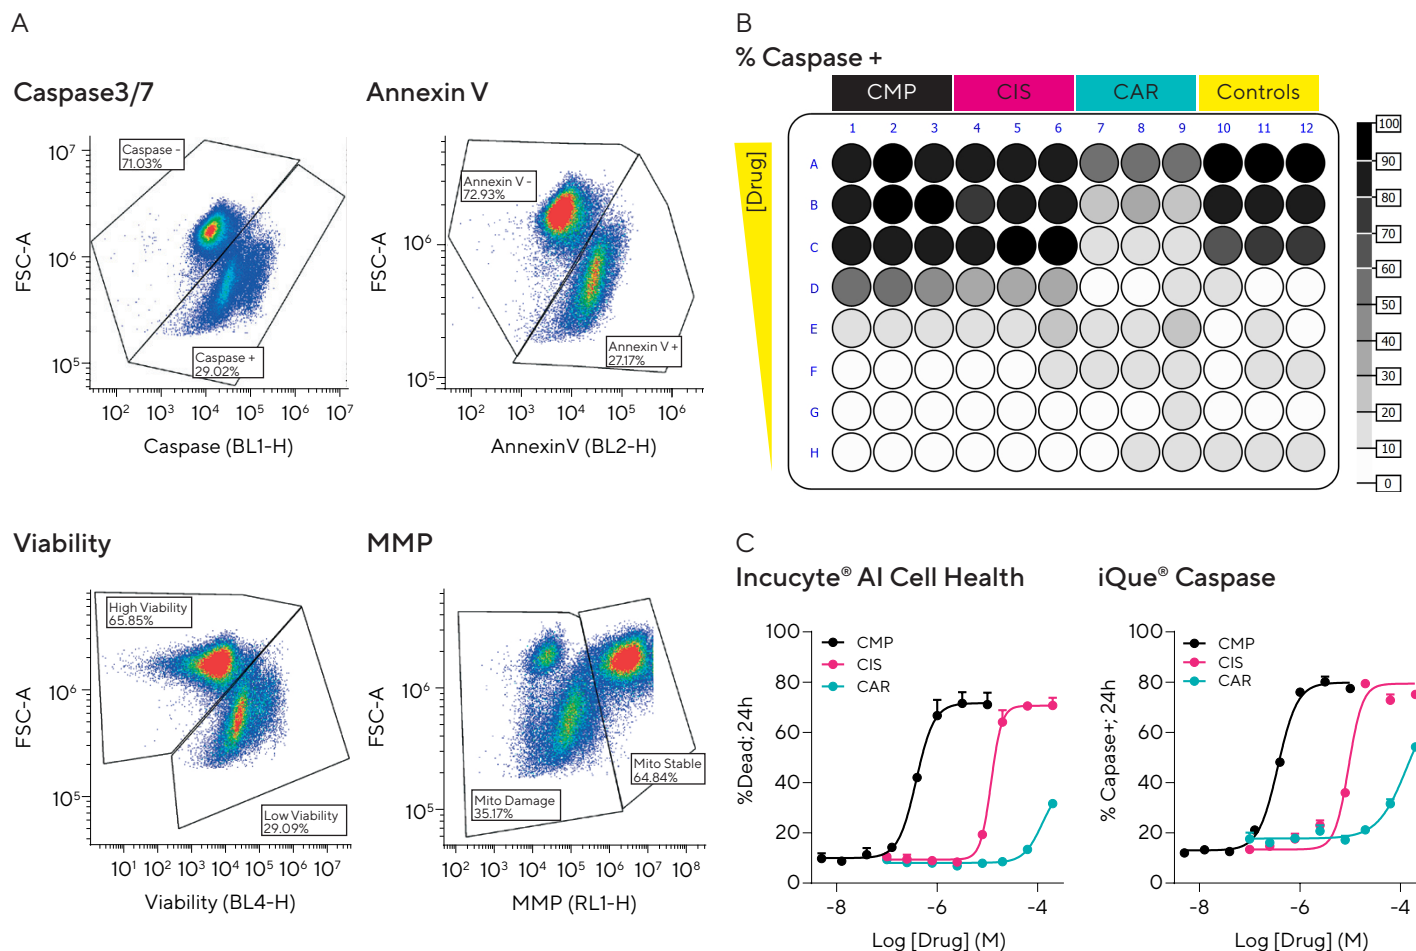 A
Caspase3/7
Caspase -
71.03%
Caspase +
29.02%
10⁷
10⁶
10⁵
FSC-A
10² 10³ 10⁴ 10⁵ 10⁶ 10⁷
Caspase (BL1-H)
Annexin V
Annexin V -
72.93%
Annexin V +
27.17%
10⁶
10⁵
FSC-A
10² 10³ 10⁴ 10⁵ 10⁶
AnnexinV (BL2-H)
Viability
High Viability
65.85%
Low Viability
29.09%
10⁶
10⁵
FSC-A
10¹ 10² 10³ 10⁴ 10⁵ 10⁶ 10⁷
Viability (BL4-H)
MMP
Mito Stable
64.84%
Mito Damage
35.17%
10⁶
10⁵
FSC-A
10² 10³ 10⁴ 10⁵ 10⁶ 10⁷ 10⁸
MMP (RL1-H)
B
% Caspase +
CMP CIS CAR Controls
1 2 3 4 5 6 7 8 9 10 11 12
[Drug]
A
B
C
D
E
F
G
H
100
90
80
70
60
50
40
30
20
10
0
C
Incucyte® AI Cell Health
100
80
60
40
20
0
%Dead; 24h
CMP
CIS
CAR
-8 -6 -4
Log [Drug] (M)
iQue® Caspase
100
80
60
40
20
0
% Capase+; 24h
CMP
CIS
CAR
-8 -6 -4
Log [Drug] (M)